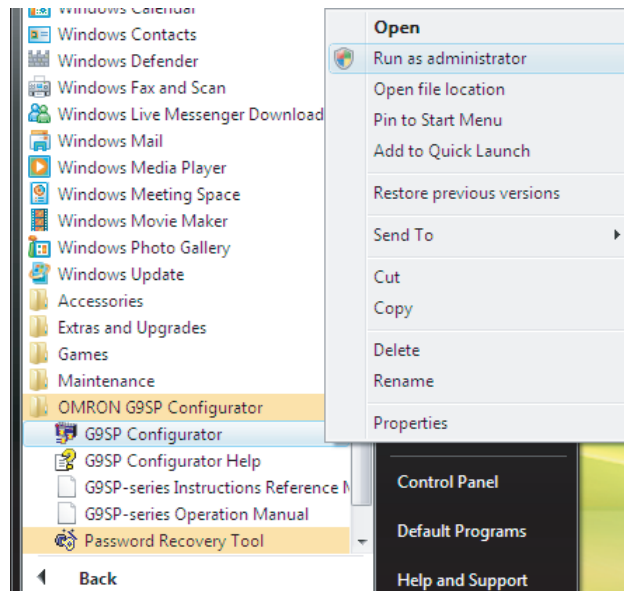 Windows Calendar
Windows Contacts
Windows Defender
Windows Fax and Scan
Windows Live Messenger Download
Windows Mail
Windows Media Player
Windows Meeting Space
Windows Movie Maker
Windows Photo Gallery
Windows Update
Accessories
Extras and Upgrades
Games
Maintenance
OMRON G9SP Configurator
G9SP Configurator
G9SP Configurator Help
G9SP-series Instructions Reference M
G9SP-series Operation Manual
Password Recovery Tool
Back
Open
Run as administrator
Open file location
Pin to Start Menu
Add to Quick Launch
Restore previous versions
Send To
Cut
Copy
Delete
Rename
Properties
Control Panel
Default Programs
Help and Support